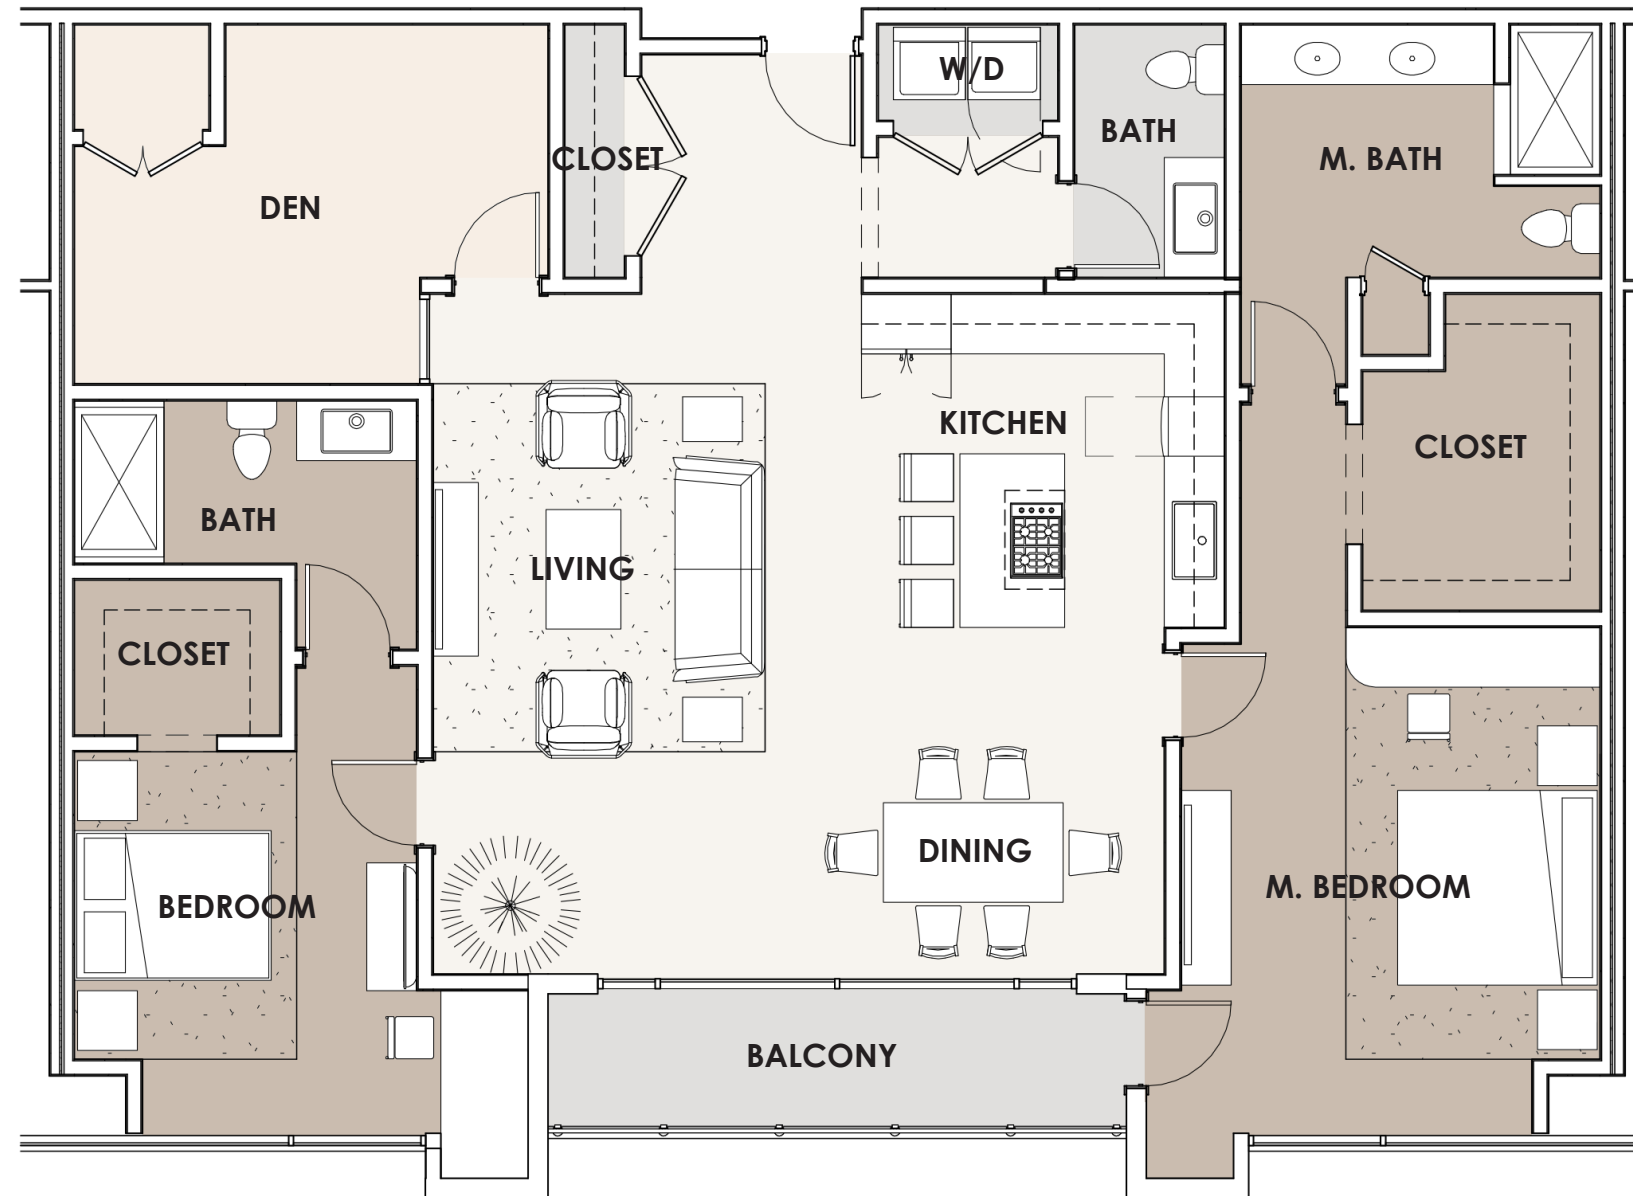 W/D
BATH
CLOSET
M. BATH
DEN
KITCHEN
CLOSET
BATH
LIVING
CLOSET
DINING
M. BEDROOM
BEDROOM
BALCONY